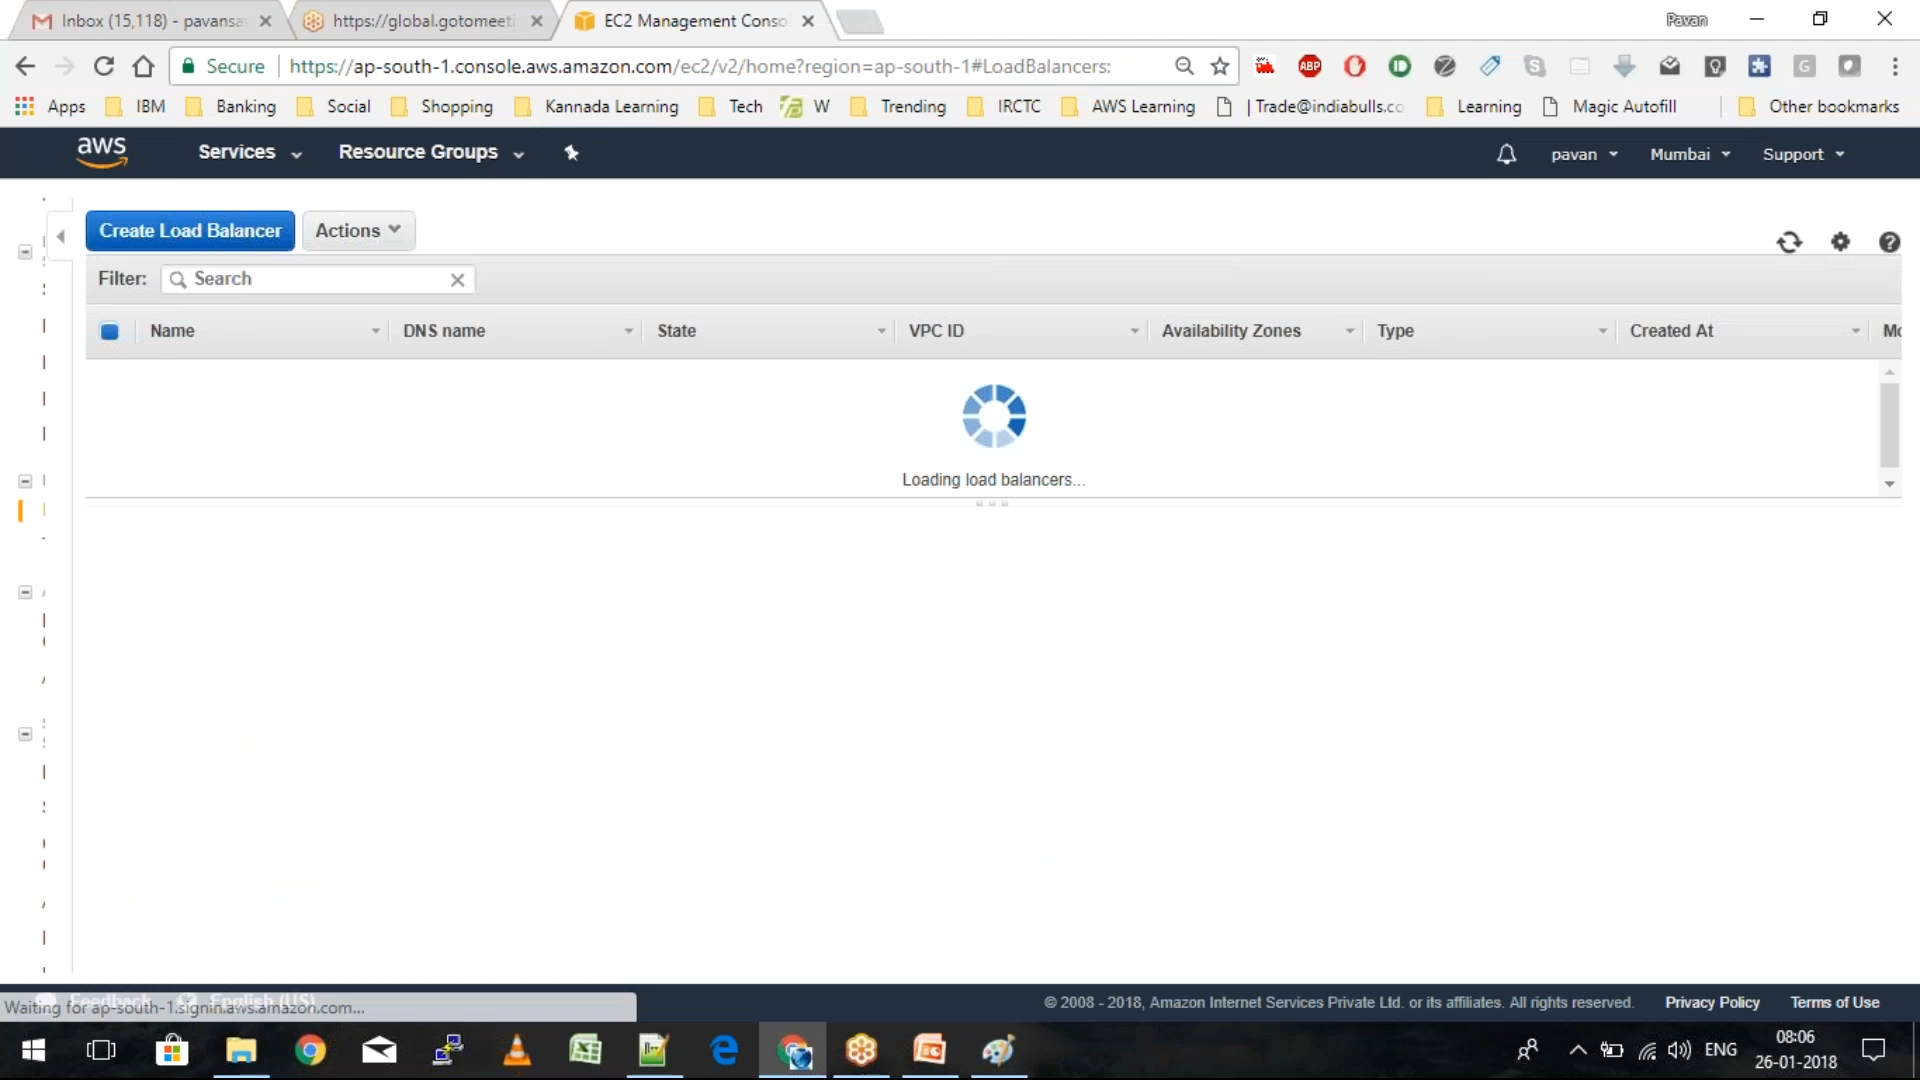 Inbox (15,118) - pavansa
https://global.gotomeeti
EC2 Management Conso
Pavan
Secure
https://ap-south-1.console.aws.amazon.com/ec2/v2/home?region=ap-south-1#LoadBalancers:
ABP
Apps
IBM
Banking
Social
Shopping
Kannada Learning
Tech
W
Trending
IRCTC
AWS Learning
| Trade@indiabulls.co
Learning
Magic Autofill
Other bookmarks
aws
Services
Resource Groups
pavan
Mumbai
Support
Create Load Balancer
Actions
Filter:
Search
Name
DNS name
State
VPC ID
Availability Zones
Type
Created At
Mo
Loading load balancers...
Feedback
English (US)
Waiting for ap-south-1.signin.aws.amazon.com...
© 2008 - 2018, Amazon Internet Services Private Ltd. or its affiliates. All rights reserved.
Privacy Policy
Terms of Use
ENG
08:06
26-01-2018